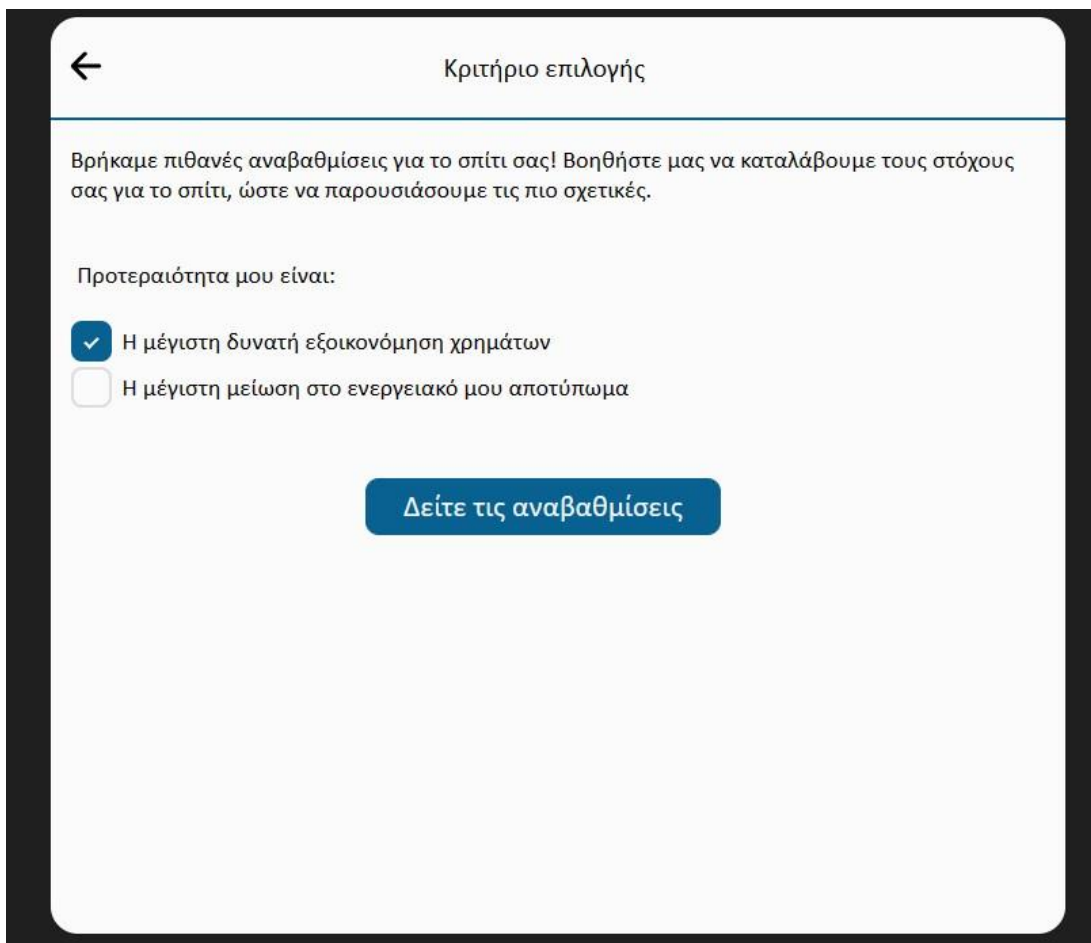 Κριτήριο επιλογής
Βρήκαμε πιθανές αναβαθμίσεις για το σπίτι σας! Βοηθήστε μας να καταλάβουμε τους στόχους
σας για το σπίτι, ώστε να παρουσιάσουμε τις πιο σχετικές.
Προτεραιότητα μου είναι:
Η μέγιστη δυνατή εξοικονόμηση χρημάτων
Η μέγιστη μείωση στο ενεργειακό μου αποτύπωμα
Δείτε τις αναβαθμίσεις